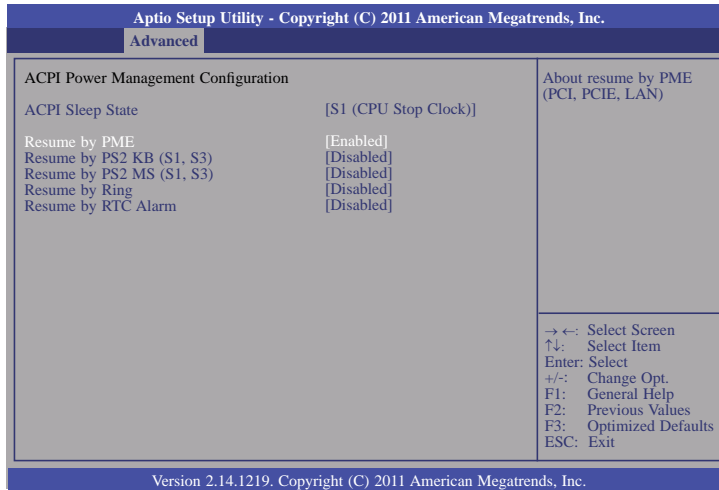 Aptio Setup Utility - Copyright (C) 2011 American Megatrends, Inc.
Advanced
ACPI Power Management Configuration
ACPI Sleep State [S1 (CPU Stop Clock)]
Resume by PME [Enabled]
Resume by PS2 KB (S1, S3) [Disabled]
Resume by PS2 MS (S1, S3) [Disabled]
Resume by Ring [Disabled]
Resume by RTC Alarm [Disabled]
About resume by PME
(PCI, PCIE, LAN)
→←: Select Screen
↑↓: Select Item
Enter: Select
+/-: Change Opt.
F1: General Help
F2: Previous Values
F3: Optimized Defaults
ESC: Exit
Version 2.14.1219. Copyright (C) 2011 American Megatrends, Inc.